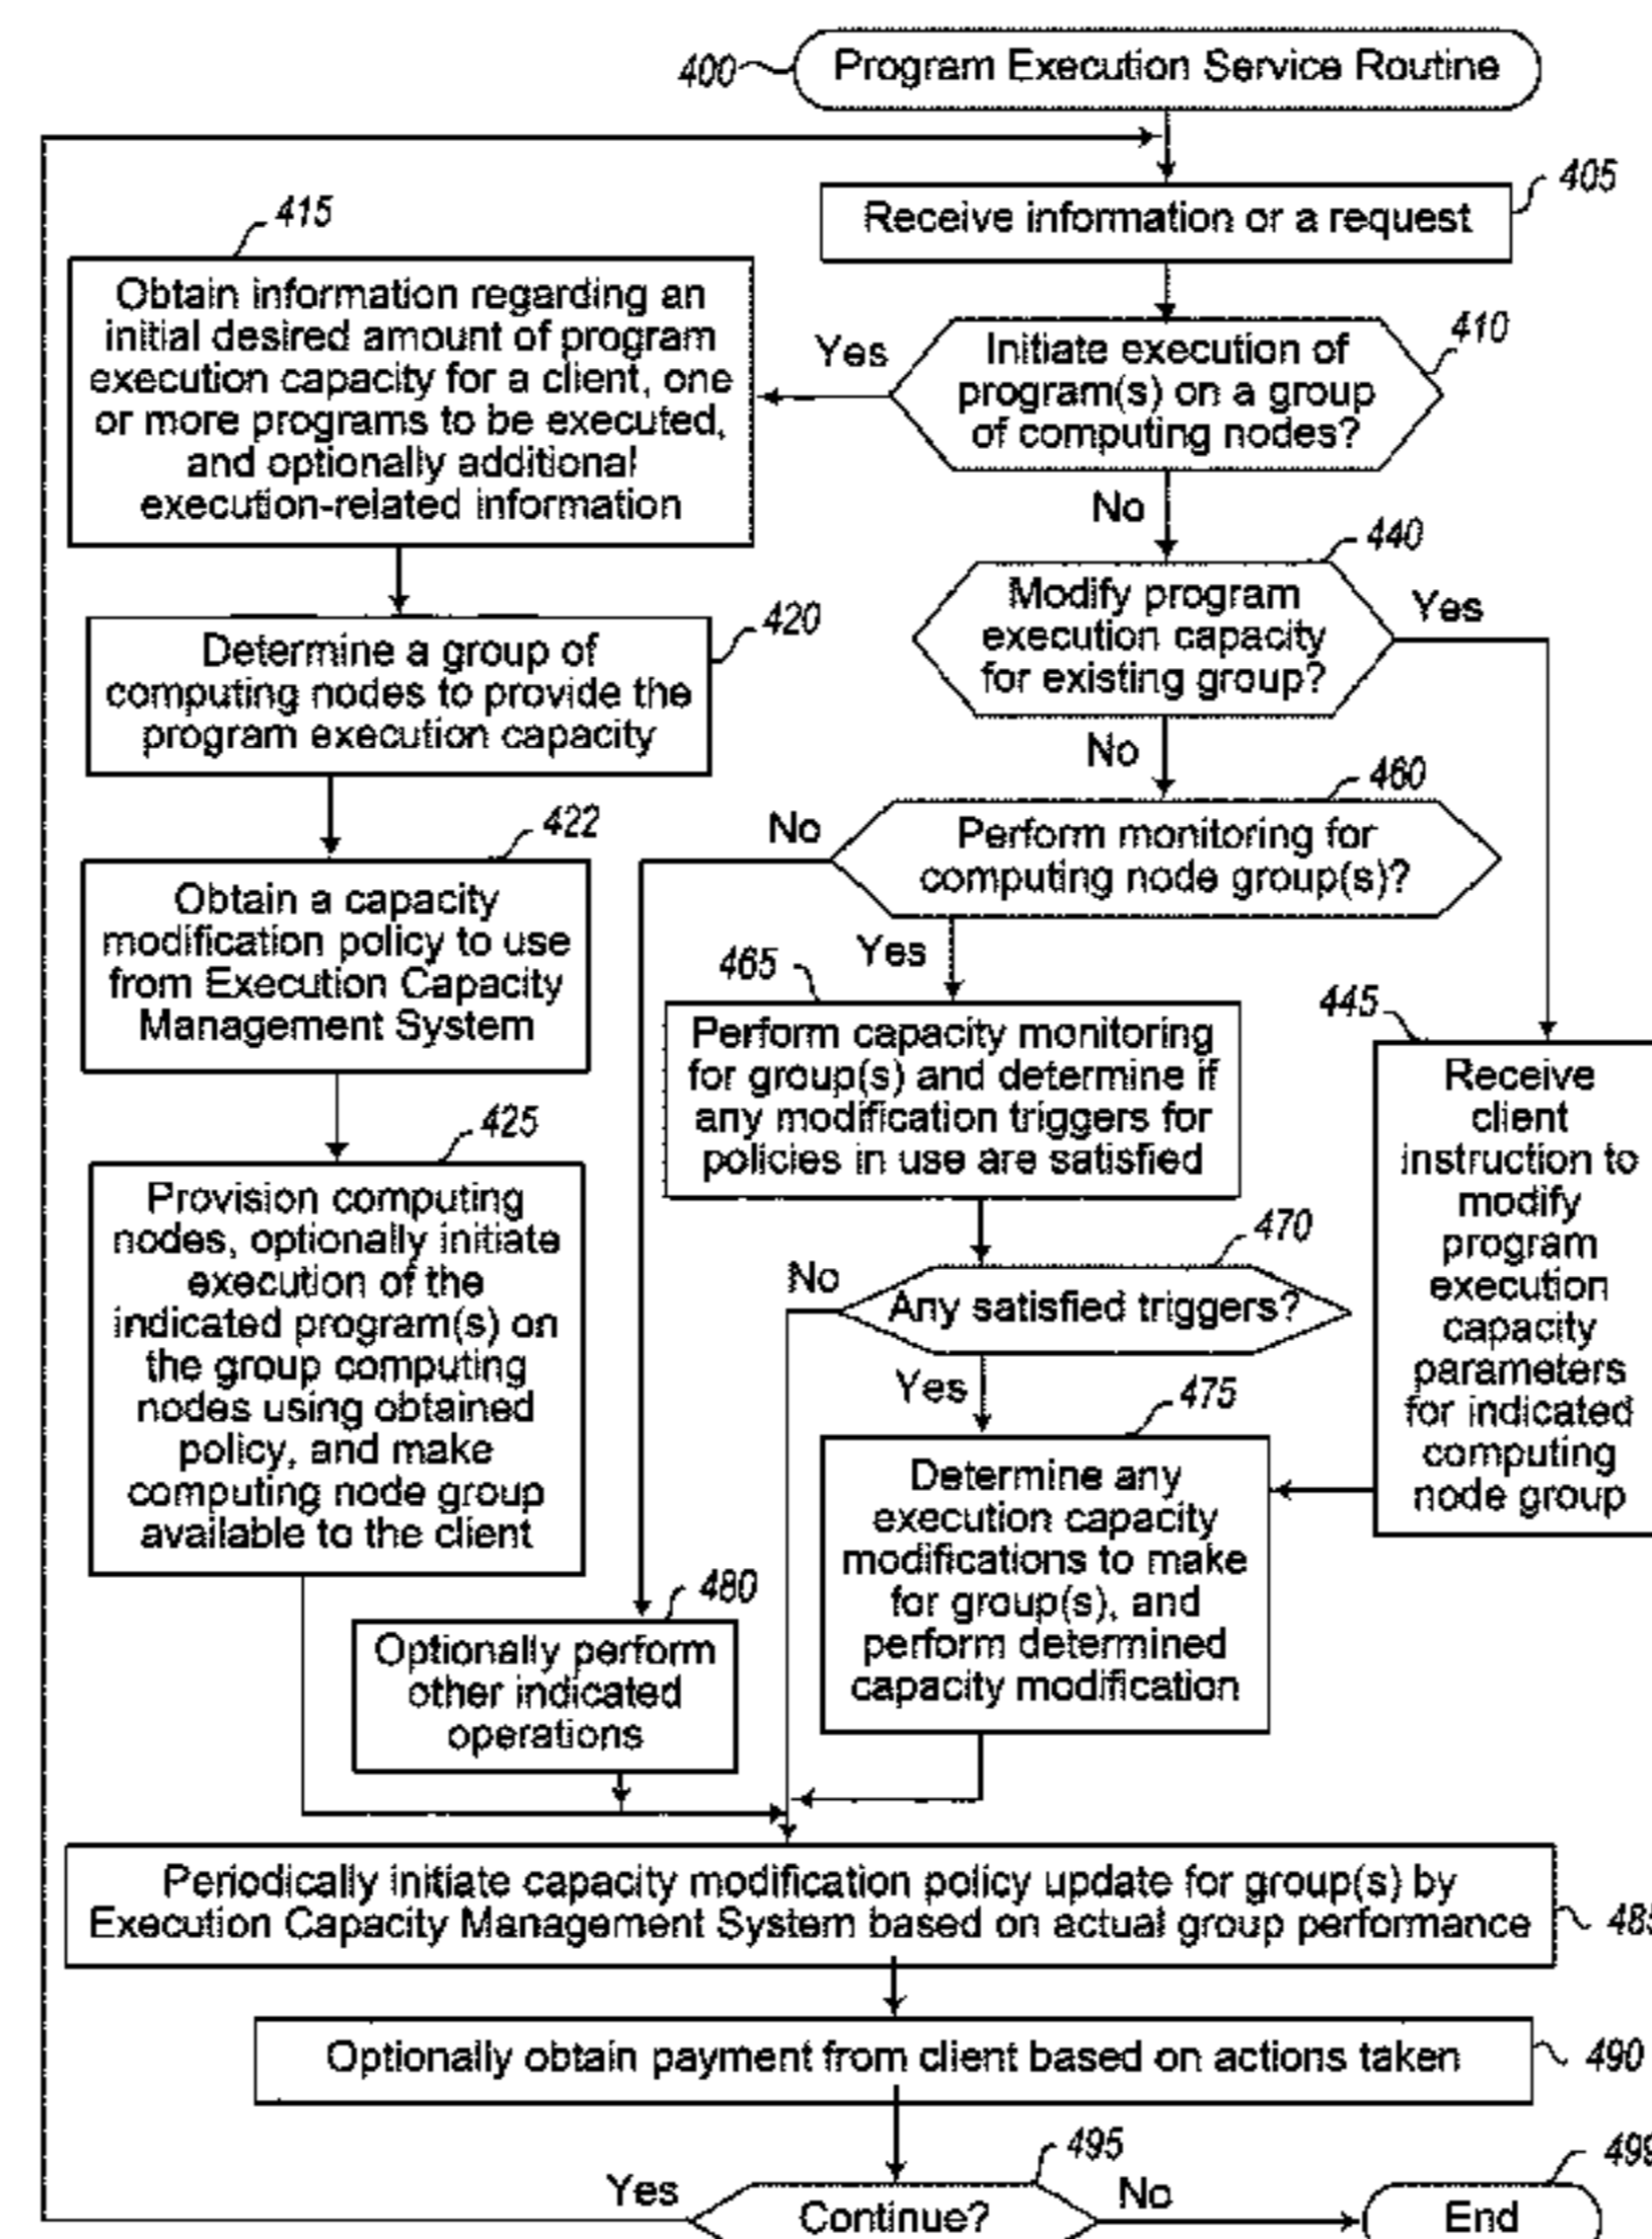 400
Program Execution Service Routine
405
Receive information or a request
410
Initiate execution of
program(s) on a group
of computing nodes?
Yes
No
415
Obtain information regarding an
initial desired amount of program
execution capacity for a client, one
or more programs to be executed,
and optionally additional
execution-related information
420
Determine a group of
computing nodes to provide the
program execution capacity
422
Obtain a capacity
modification policy to use
from Execution Capacity
Management System
425
Provision computing
nodes, optionally initiate
execution of the
indicated program(s) on
the group computing
nodes using obtained
policy, and make
computing node group
available to the client
440
Modify program
execution capacity
for existing group?
Yes
No
445
Receive
client
instruction to
modify
program
execution
capacity
parameters
for indicated
computing
node group
460
Perform monitoring for
computing node group(s)?
No
Yes
465
Perform capacity monitoring
for group(s) and determine if
any modification triggers for
policies in use are satisfied
470
Any satisfied triggers?
No
Yes
475
Determine any
execution capacity
modifications to make
for group(s), and
perform determined
capacity modification
480
Optionally perform
other indicated
operations
Periodically initiate capacity modification policy update for group(s) by
Execution Capacity Management System based on actual group performance
485
Optionally obtain payment from client based on actions taken
490
495
Continue?
Yes
No
499
End